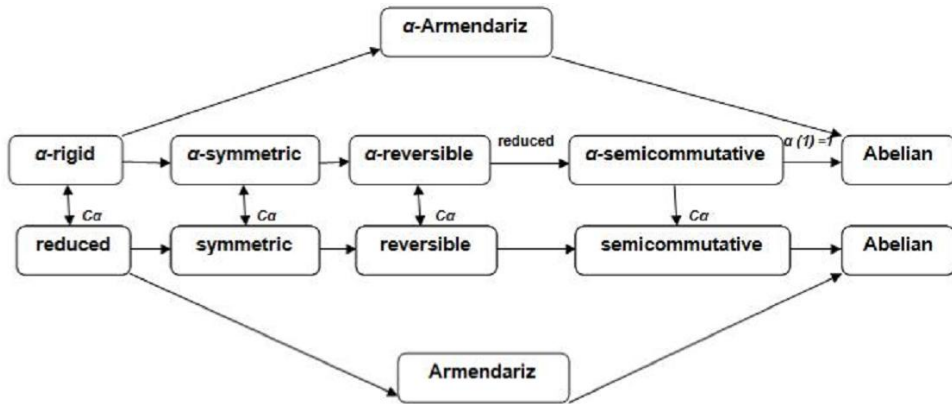 α-Armendariz
α-rigid
α-symmetric
α-reversible
reduced
α-semicommutative
α (1) =1
Abelian
Cα
Cα
Cα
Cα
reduced
symmetric
reversible
semicommutative
Abelian
Armendariz